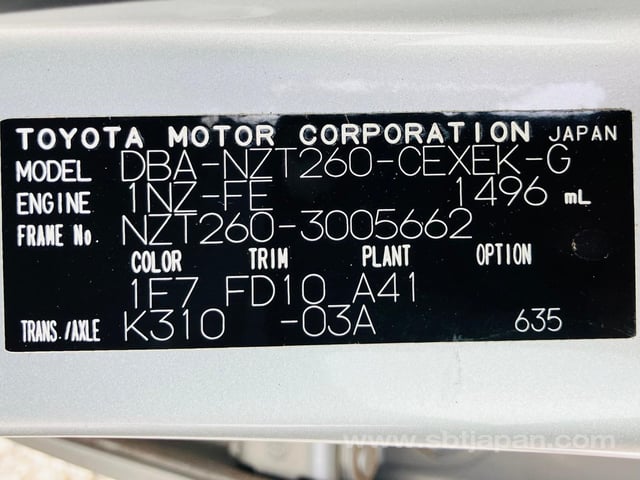 TOYOTA MOTOR CORPORATION JAPAN
MODEL DBA-NZT260-CEXEK-G
ENGINE 1NZ-FE 1496 mL
FRAME No. NZT260-3005662
COLOR TRIM PLANT OPTION
1F7 FD10 A41
TRANS./AXLE K310 -03A 635
www.sbtjapan.com